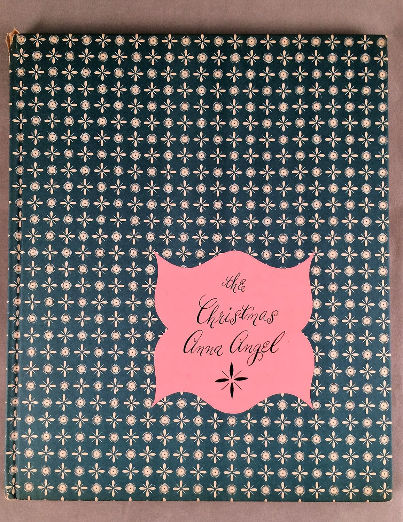 the
Christmas
Anna Angel